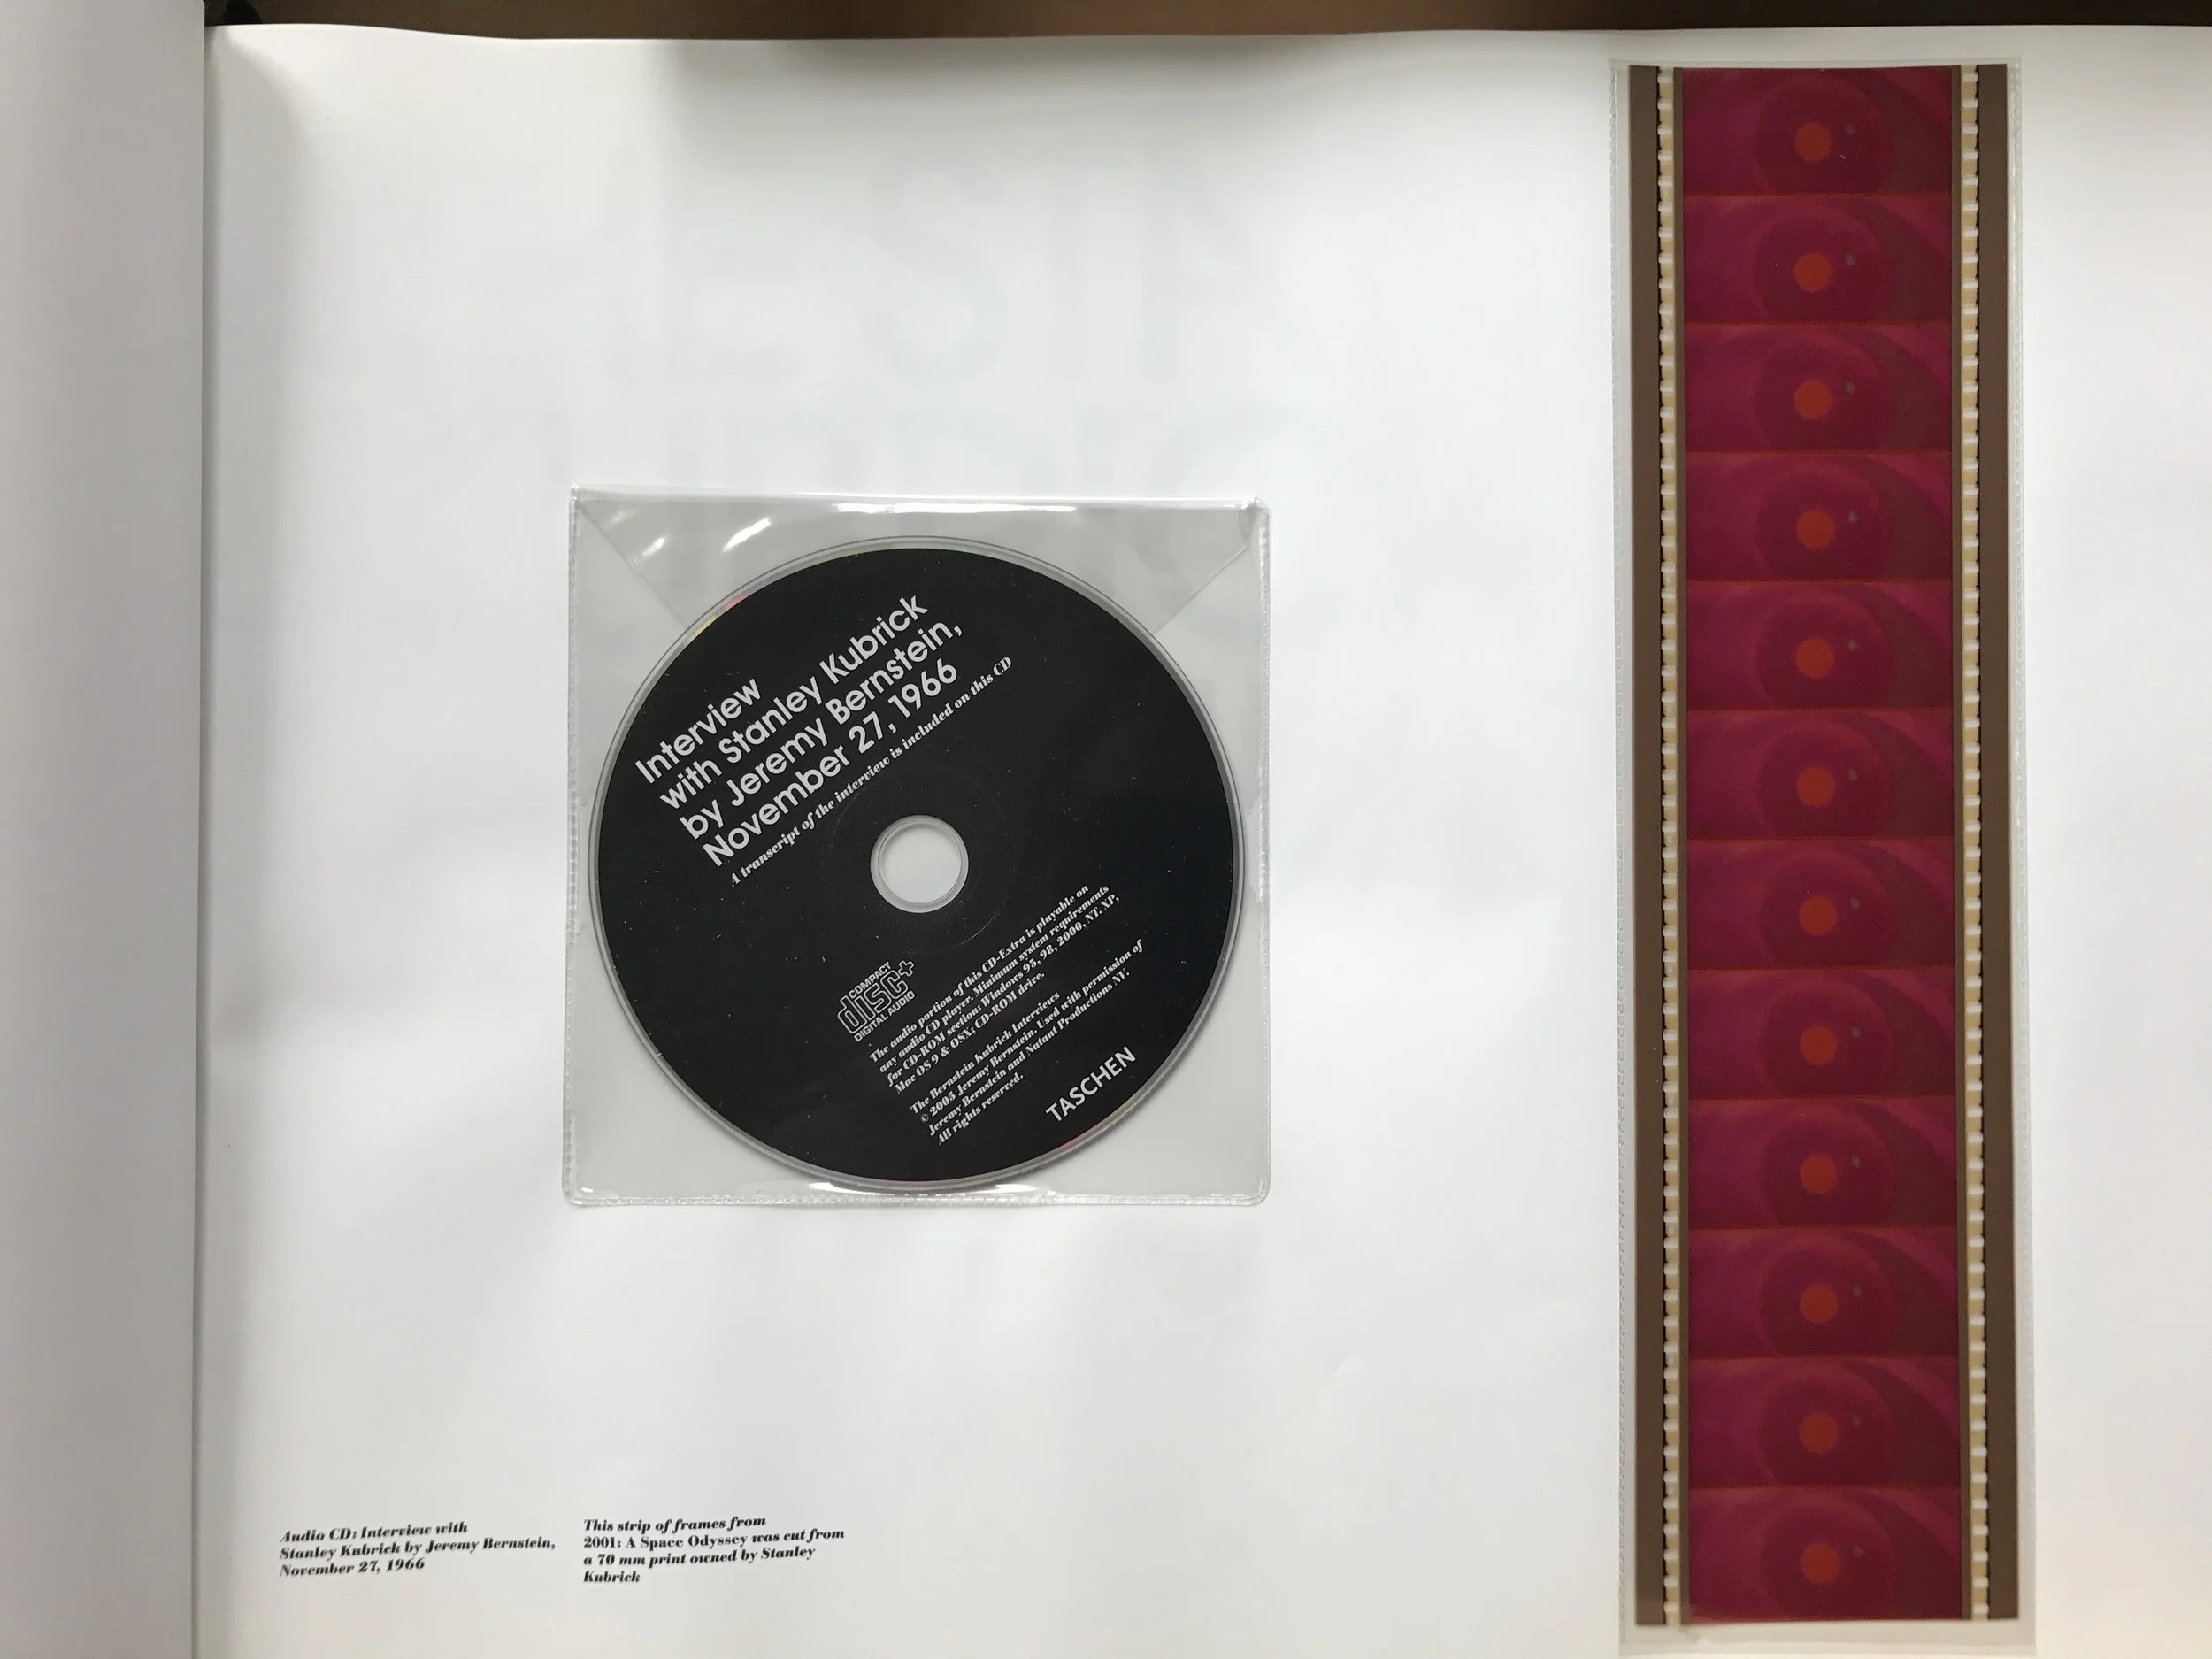 Interview
with Stanley Kubrick
by Jeremy Bernstein,
November 27, 1966
A transcript of the interview is included on this CD
COMPACT
disc+
DIGITAL AUDIO
The audio portion of this CD-Extra is playable on
any audio CD player. Minimum system requirements
for CD-ROM section: Windows 95, 98, 2000, NT, XP,
Mac OS 9 & OSX; CD-ROM drive.
The Bernstein Kubrick Interviews
© 2005 Jeremy Bernstein. Used with permission of
Jeremy Bernstein and Natant Productions NV.
All rights reserved.
TASCHEN
Audio CD: Interview with
Stanley Kubrick by Jeremy Bernstein,
November 27, 1966
This strip of frames from
2001: A Space Odyssey was cut from
a 70 mm print owned by Stanley
Kubrick